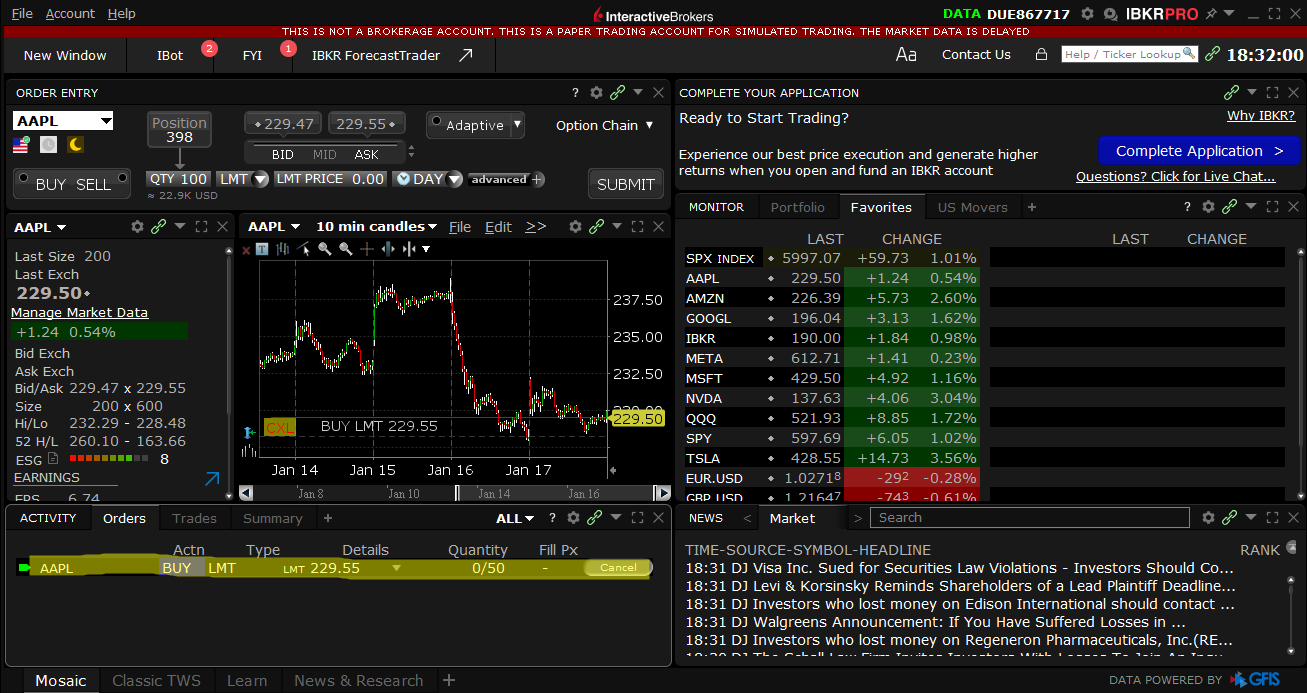 File Account Help InteractiveBrokers DATA DUE867717 IBKRPRO
THIS IS NOT A BROKERAGE ACCOUNT. THIS IS A PAPER TRADING ACCOUNT FOR SIMULATED TRADING. THE MARKET DATA IS DELAYED
New Window IBot 2 FYI 1 IBKR ForecastTrader Aa Contact Us Help / Ticker Lookup 18:32:00
ORDER ENTRY ?
AAPL
Position
398
229.47 229.55
BID MID ASK
Adaptive
Option Chain
BUY SELL QTY 100 LMT LMT PRICE 0.00 DAY advanced + SUBMIT
≈ 22.9K USD
COMPLETE YOUR APPLICATION
Ready to Start Trading? Why IBKR?
Experience our best price execution and generate higher
returns when you open and fund an IBKR account
Complete Application >
Questions? Click for Live Chat...
AAPL
Last Size 200
Last Exch
229.50
Manage Market Data
+1.24 0.54%
Bid Exch
Ask Exch
Bid/Ask 229.47 x 229.55
Size 200 x 600
Hi/Lo 232.29 - 228.48
52 H/L 260.10 - 163.66
ESG 8
EARNINGS
EPS 6.74
AAPL 10 min candles File Edit >>
T
237.50
235.00
232.50
229.50
CXL BUY LMT 229.55
Jan 14 Jan 15 Jan 16 Jan 17
Jan 8 Jan 10 Jan 14 Jan 16
MONITOR Portfolio Favorites US Movers + ?
LAST CHANGE LAST CHANGE
SPX INDEX 5997.07 +59.73 1.01%
AAPL 229.50 +1.24 0.54%
AMZN 226.39 +5.73 2.60%
GOOGL 196.04 +3.13 1.62%
IBKR 190.00 +1.84 0.98%
META 612.71 +1.41 0.23%
MSFT 429.50 +4.92 1.16%
NVDA 137.63 +4.06 3.04%
QQQ 521.93 +8.85 1.72%
SPY 597.69 +6.05 1.02%
TSLA 428.55 +14.73 3.56%
EUR.USD 1.0271⁸ -29² -0.28%
GBP.USD 1.2164⁷ -74³ -0.61%
ACTIVITY Orders Trades Summary + ALL ?
Actn Type Details Quantity Fill Px
AAPL BUY LMT LMT 229.55 0/50 - Cancel
NEWS < Market > Search
TIME-SOURCE-SYMBOL-HEADLINE RANK
18:31 DJ Visa Inc. Sued for Securities Law Violations - Investors Should Co...
18:31 DJ Levi & Korsinsky Reminds Shareholders of a Lead Plaintiff Deadline...
18:31 DJ Investors who lost money on Edison International should contact ...
18:31 DJ Walgreens Announcement: If You Have Suffered Losses in ...
18:31 DJ Investors who lost money on Regeneron Pharmaceuticals, Inc.(RE...
DJ The Schall Law Firm Invites Investors With Losses To Join An
Mosaic Classic TWS Learn News & Research + DATA POWERED BY GFIS